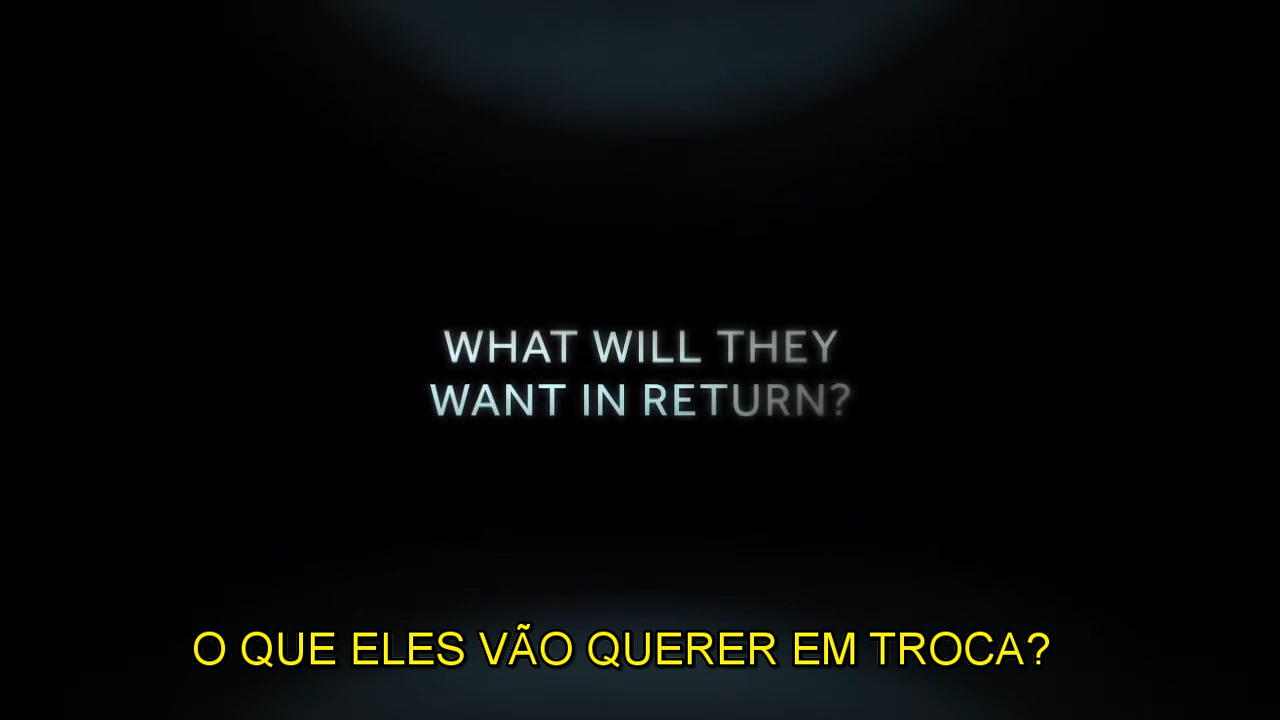 WHAT WILL THEY
WANT IN RETURN?
O QUE ELES VÃO QUERER EM TROCA?